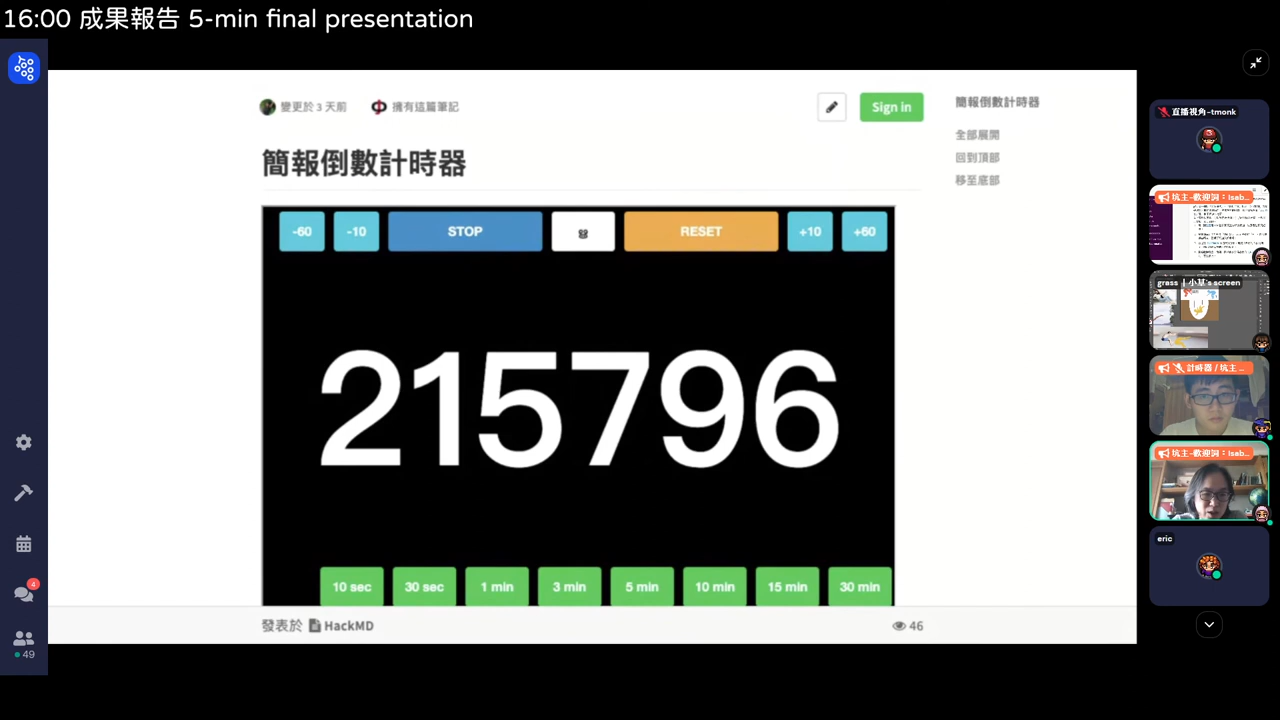 16:00 成果報告 5-min final presentation
變更於 3 天前
擁有這篇筆記
Sign in
簡報倒數計時器
簡報倒數計時器
全部展開
回到頂部
移至底部
-60
-10
STOP
RESET
+10
+60
215796
10 sec
30 sec
1 min
3 min
5 min
10 min
15 min
30 min
發表於 HackMD
46
4
49
直播視角-tmonk
坑主-歡迎詞：Isab...
grass ｜小草's screen
計時器 / 坑主 ...
坑主-歡迎詞：Isab...
eric